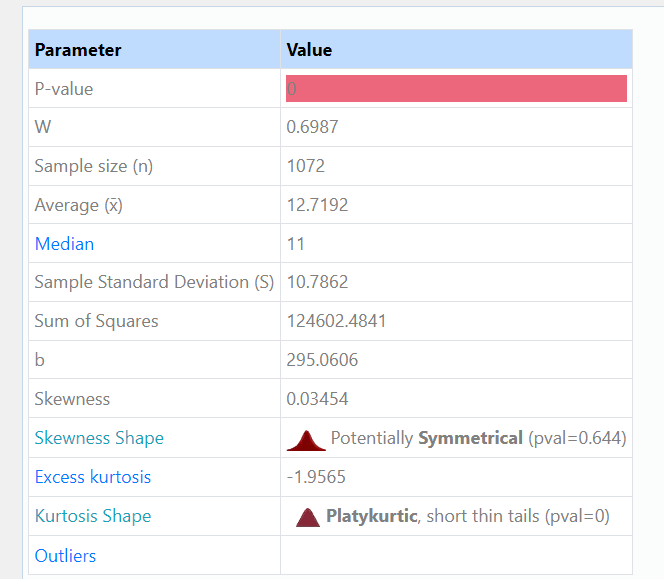 Parameter Value
P-value 0
W 0.6987
Sample size (n) 1072
Average (x̄) 12.7192
Median 11
Sample Standard Deviation (S) 10.7862
Sum of Squares 124602.4841
b 295.0606
Skewness 0.03454
Skewness Shape Potentially Symmetrical (pval=0.644)
Excess kurtosis -1.9565
Kurtosis Shape Platykurtic, short thin tails (pval=0)
Outliers